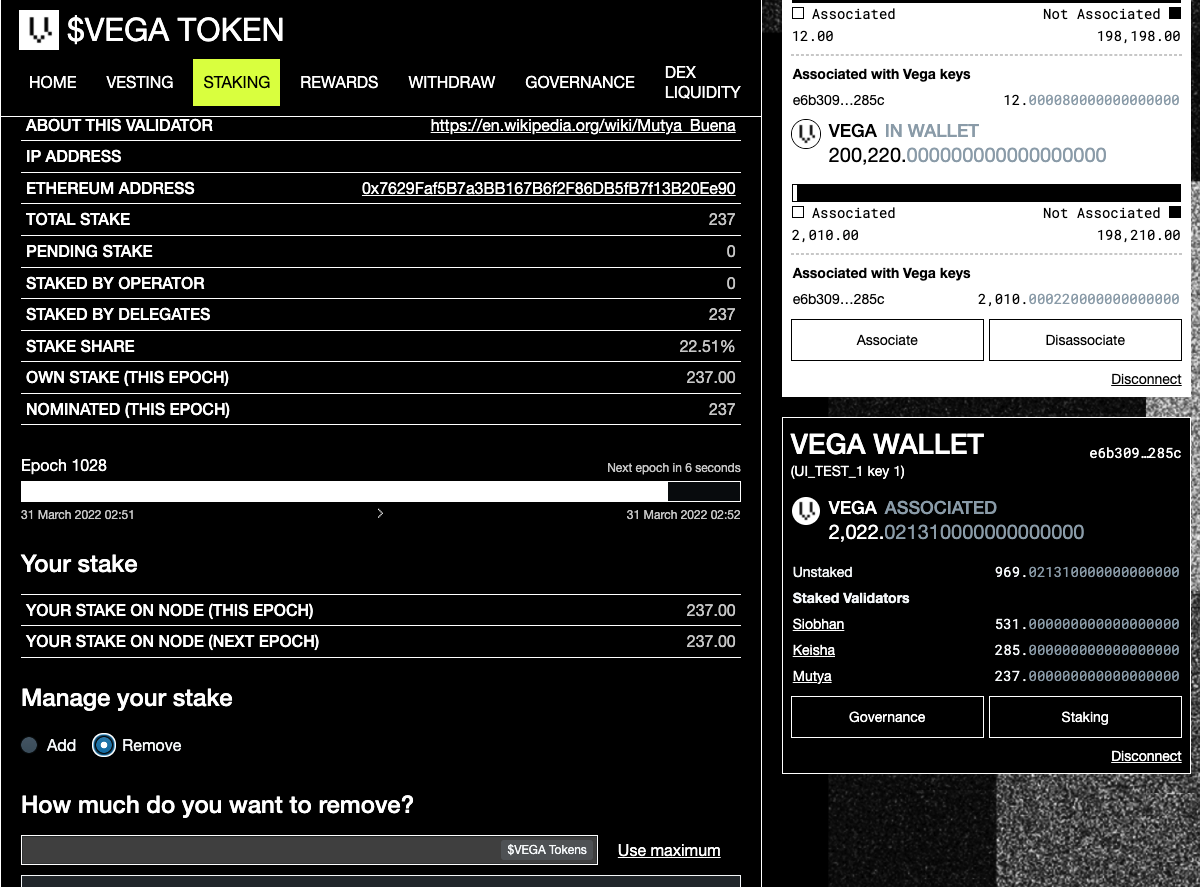 $VEGA TOKEN
HOME VESTING STAKING REWARDS WITHDRAW GOVERNANCE DEX LIQUIDITY
ABOUT THIS VALIDATOR https://en.wikipedia.org/wiki/Mutya_Buena
IP ADDRESS
ETHEREUM ADDRESS 0x7629Faf5B7a3BB167B6f2F86DB5fB7f13B20Ee90
TOTAL STAKE 237
PENDING STAKE 0
STAKED BY OPERATOR 0
STAKED BY DELEGATES 237
STAKE SHARE 22.51%
OWN STAKE (THIS EPOCH) 237.00
NOMINATED (THIS EPOCH) 237
Epoch 1028 Next epoch in 6 seconds
31 March 2022 02:51 31 March 2022 02:52
Your stake
YOUR STAKE ON NODE (THIS EPOCH) 237.00
YOUR STAKE ON NODE (NEXT EPOCH) 237.00
Manage your stake
Add Remove
How much do you want to remove?
$VEGA Tokens Use maximum
Associated Not Associated
12.00 198,198.00
Associated with Vega keys
e6b309…285c 12.000080000000000000
VEGA IN WALLET
200,220.000000000000000000
Associated Not Associated
2,010.00 198,210.00
Associated with Vega keys
e6b309…285c 2,010.000220000000000000
Associate Disassociate
Disconnect
VEGA WALLET e6b309…285c
(UI_TEST_1 key 1)
VEGA ASSOCIATED
2,022.021310000000000000
Unstaked 969.021310000000000000
Staked Validators
Siobhan 531.000000000000000000
Keisha 285.000000000000000000
Mutya 237.000000000000000000
Governance Staking
Disconnect